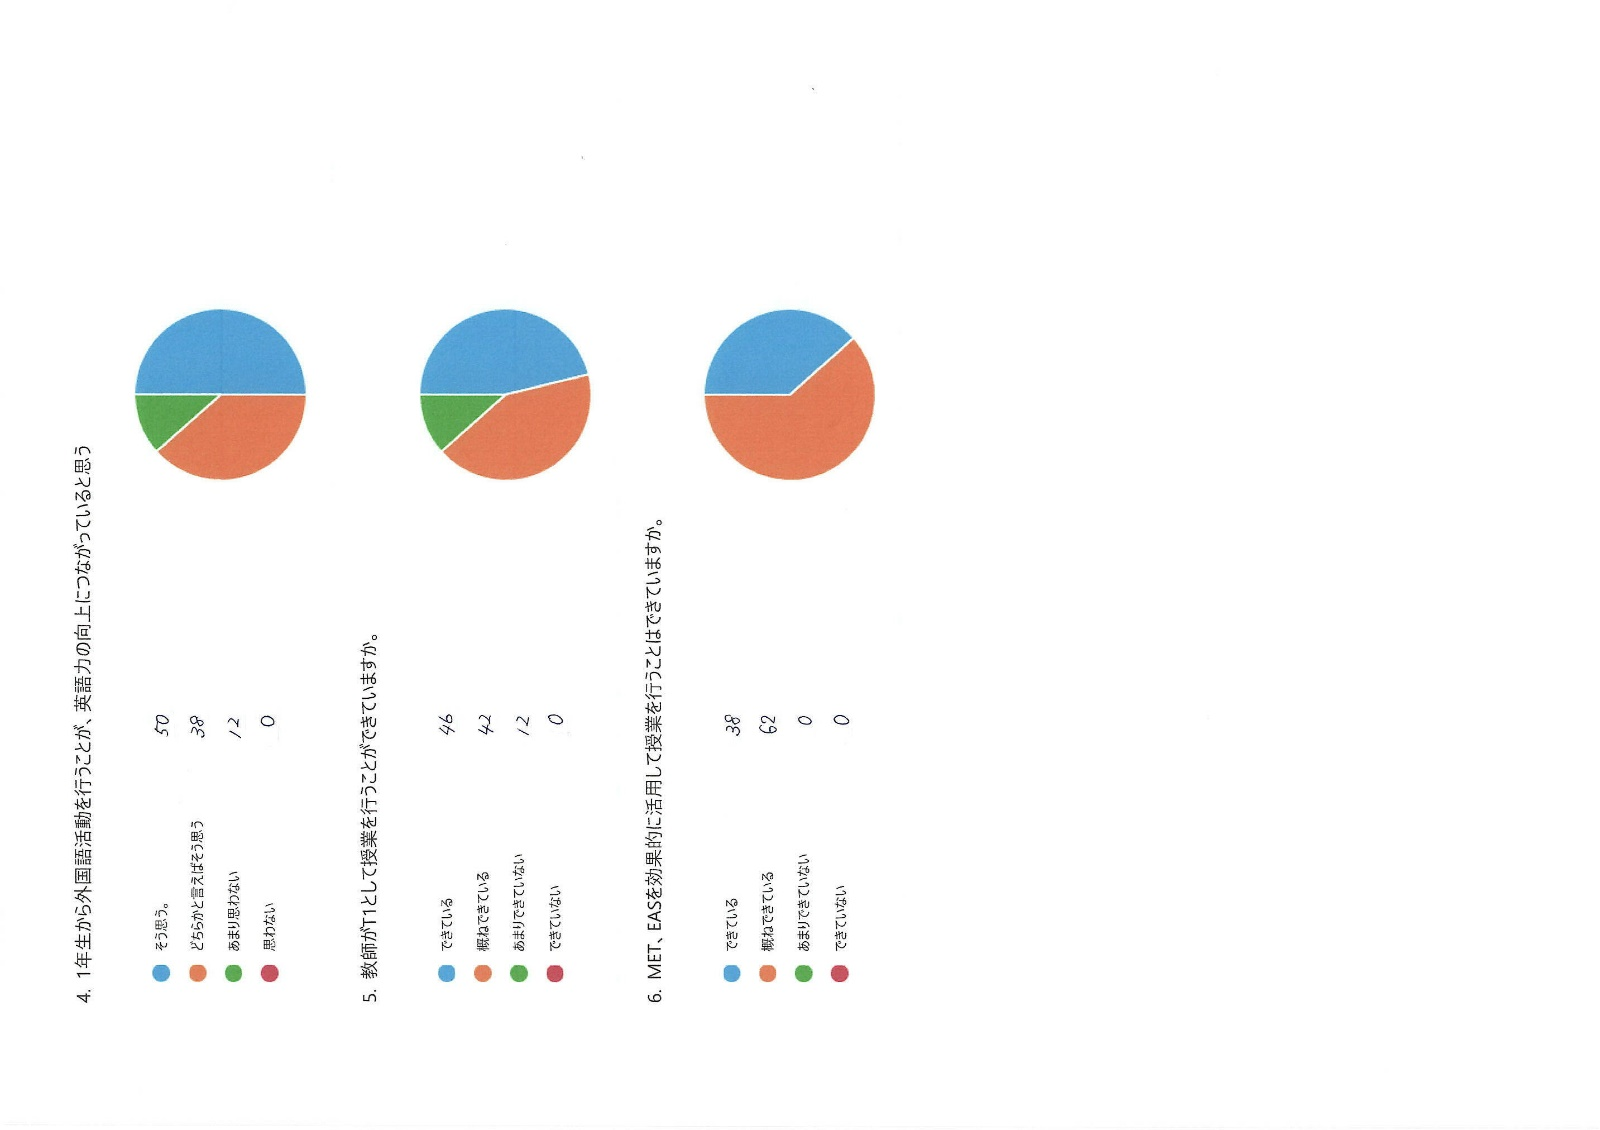 4. 1年生から外国語活動を行うことが、英語力の向上につながっていると思う
そう思う。 50
どちらかと言えばそう思う 38
あまり思わない 12
思わない 0
5. 教師がT1として授業を行うことができていますか。
できている 46
概ねできている 42
あまりできていない 12
できていない 0
6. MET、EASを効果的に活用して授業を行うことはできていますか。
できている 38
概ねできている 62
あまりできていない 0
できていない 0